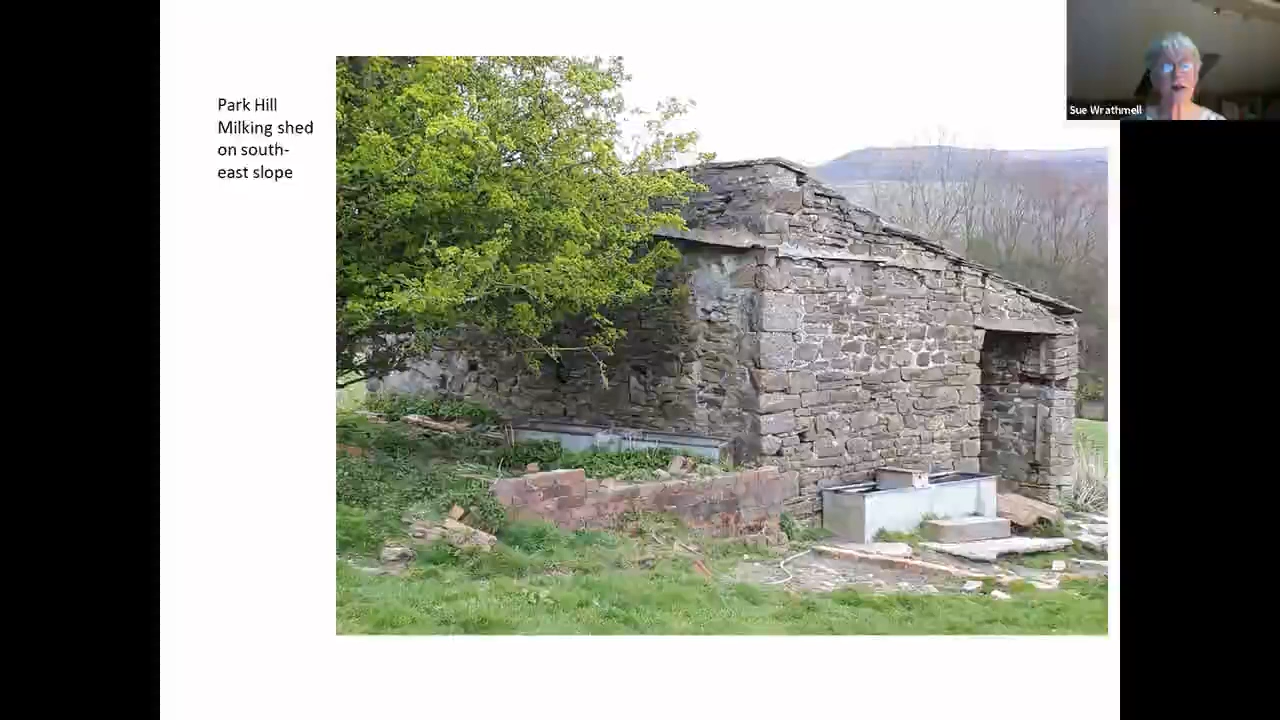 Park Hill
Milking shed
on south-
east slope
Sue Wrathmell